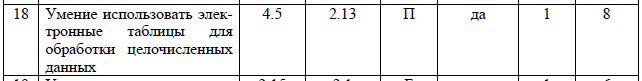 18 Умение использовать элек- 4.5 2.13 П да 1 8
тронные таблицы для
обработки целочисленных
данных